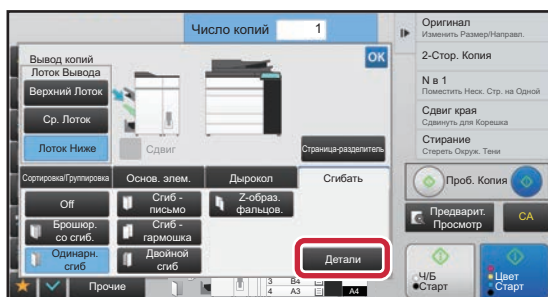 Число копий 1
Вывод копий
OK
Лоток Вывода
Верхний Лоток
Ср. Лоток
Лоток Ниже
Сдвиг
Страница-разделитель
Сортировка/Группировка
Основ. элем.
Дырокол
Сгибать
Off
Сгиб -
письмо
Z-образ.
фальцов.
Брошюр.
со сгиб.
Сгиб -
гармошка
Одинарн.
сгиб
Двойной
сгиб
Детали
Прочие
3 B4
4 A3
A4
Оригинал
Изменить Размер/Направл.
2-Стор. Копия
N в 1
Поместить Неск. Стр. на Одной
Сдвиг края
Сдвинуть для Корешка
Стирание
Стереть Окруж. Тени
Проб. Копия
Предварит.
Просмотр
CA
Ч/Б
Старт
Цвет
Старт